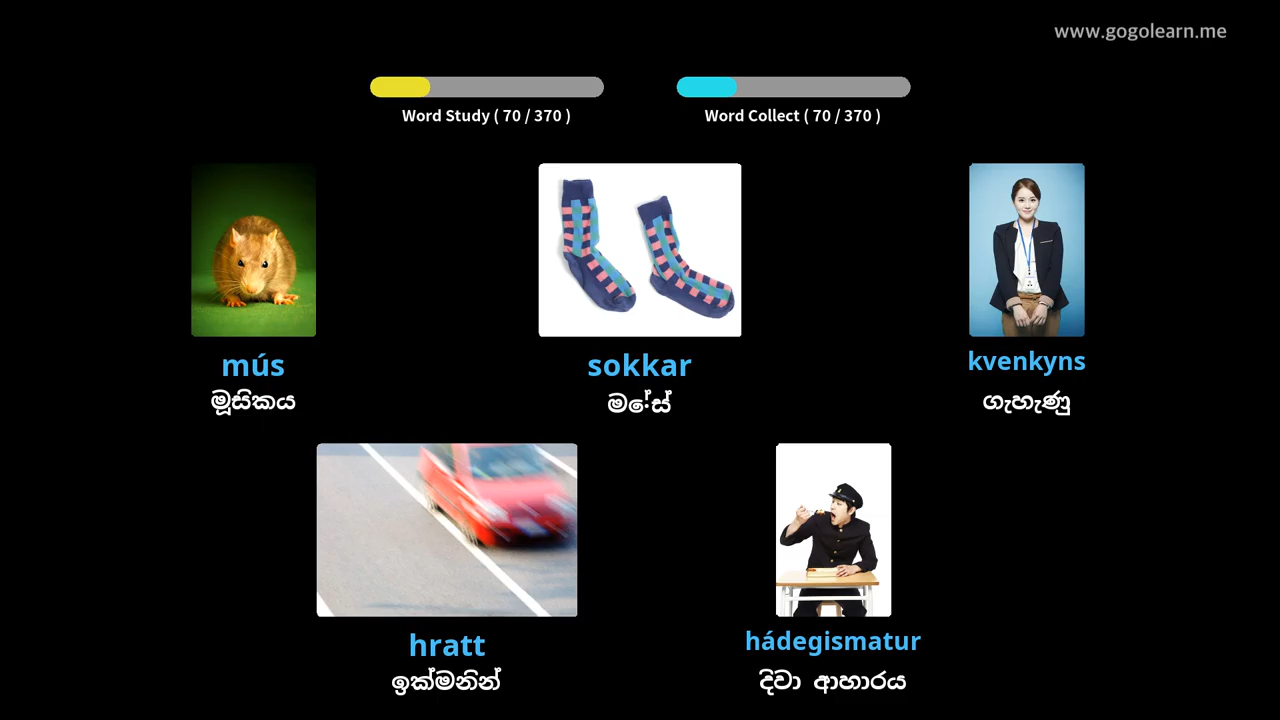 www.gogolearn.me
Word Study ( 70 / 370 )
Word Collect ( 70 / 370 )
mús
මූසිකය
sokkar
මේස්
kvenkyns
ගැහැණු
hratt
ඉක්මනින්
hádegismatur
දිවා ආහාරය